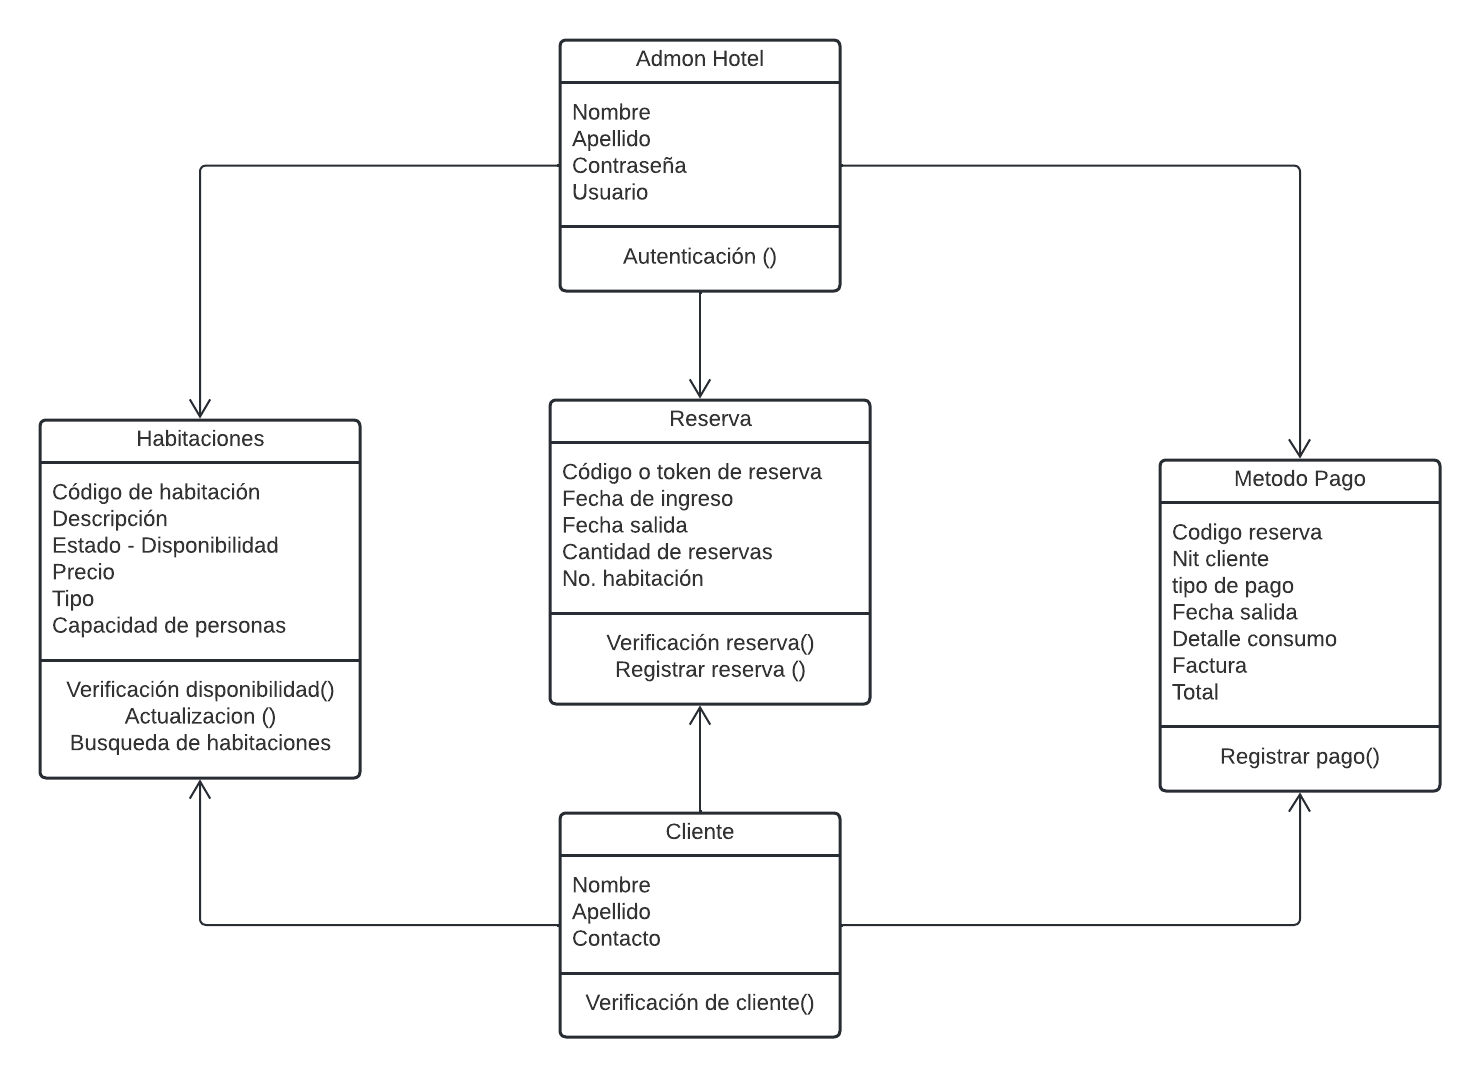 Admon Hotel
Nombre
Apellido
Contraseña
Usuario
Autenticación ()
Habitaciones
Código de habitación
Descripción
Estado - Disponibilidad
Precio
Tipo
Capacidad de personas
Verificación disponibilidad()
Actualizacion ()
Busqueda de habitaciones
Reserva
Código o token de reserva
Fecha de ingreso
Fecha salida
Cantidad de reservas
No. habitación
Verificación reserva()
Registrar reserva ()
Metodo Pago
Codigo reserva
Nit cliente
tipo de pago
Fecha salida
Detalle consumo
Factura
Total
Registrar pago()
Cliente
Nombre
Apellido
Contacto
Verificación de cliente()